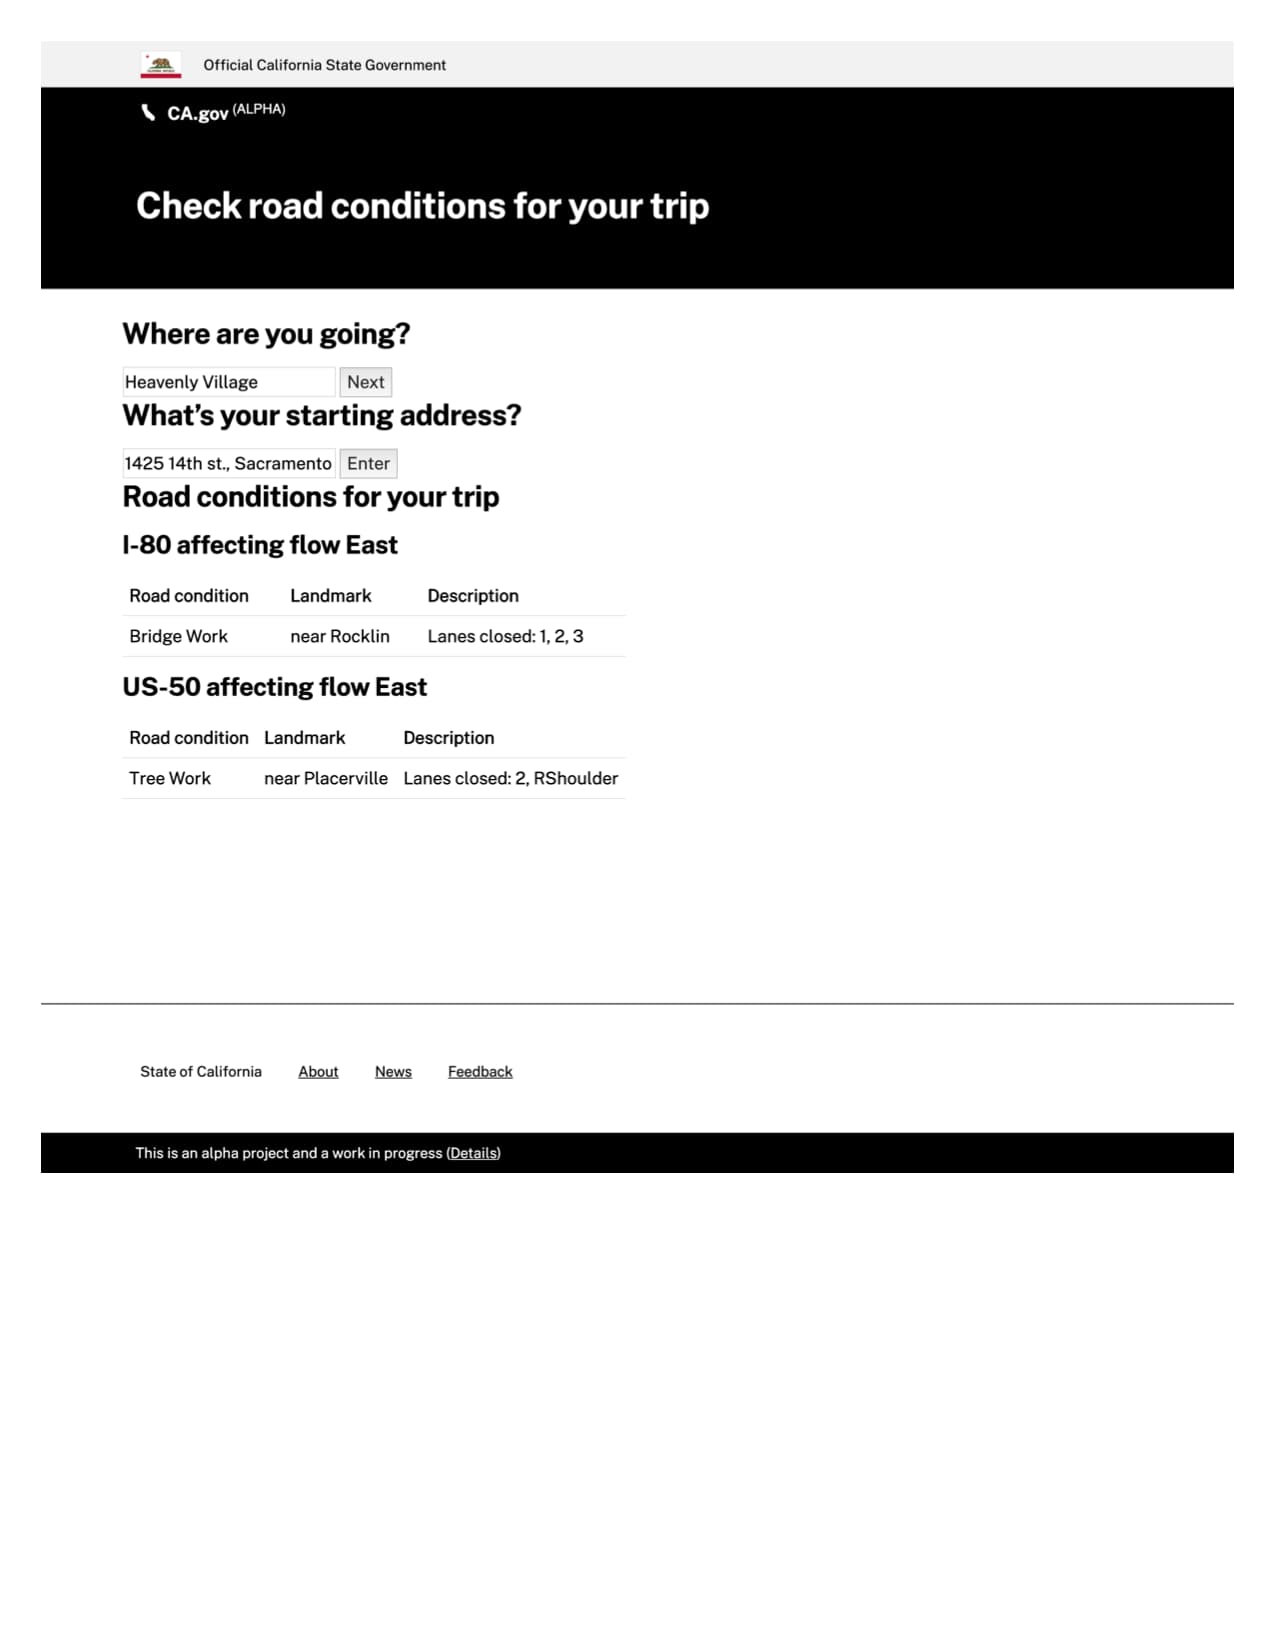 Official California State Government
CA.gov (ALPHA)
Check road conditions for your trip
Where are you going?
Heavenly Village Next
What’s your starting address?
1425 14th st., Sacramento Enter
Road conditions for your trip
I-80 affecting flow East
Road condition Landmark Description
Bridge Work near Rocklin Lanes closed: 1, 2, 3
US-50 affecting flow East
Road condition Landmark Description
Tree Work near Placerville Lanes closed: 2, RShoulder
State of California About News Feedback
This is an alpha project and a work in progress (Details)